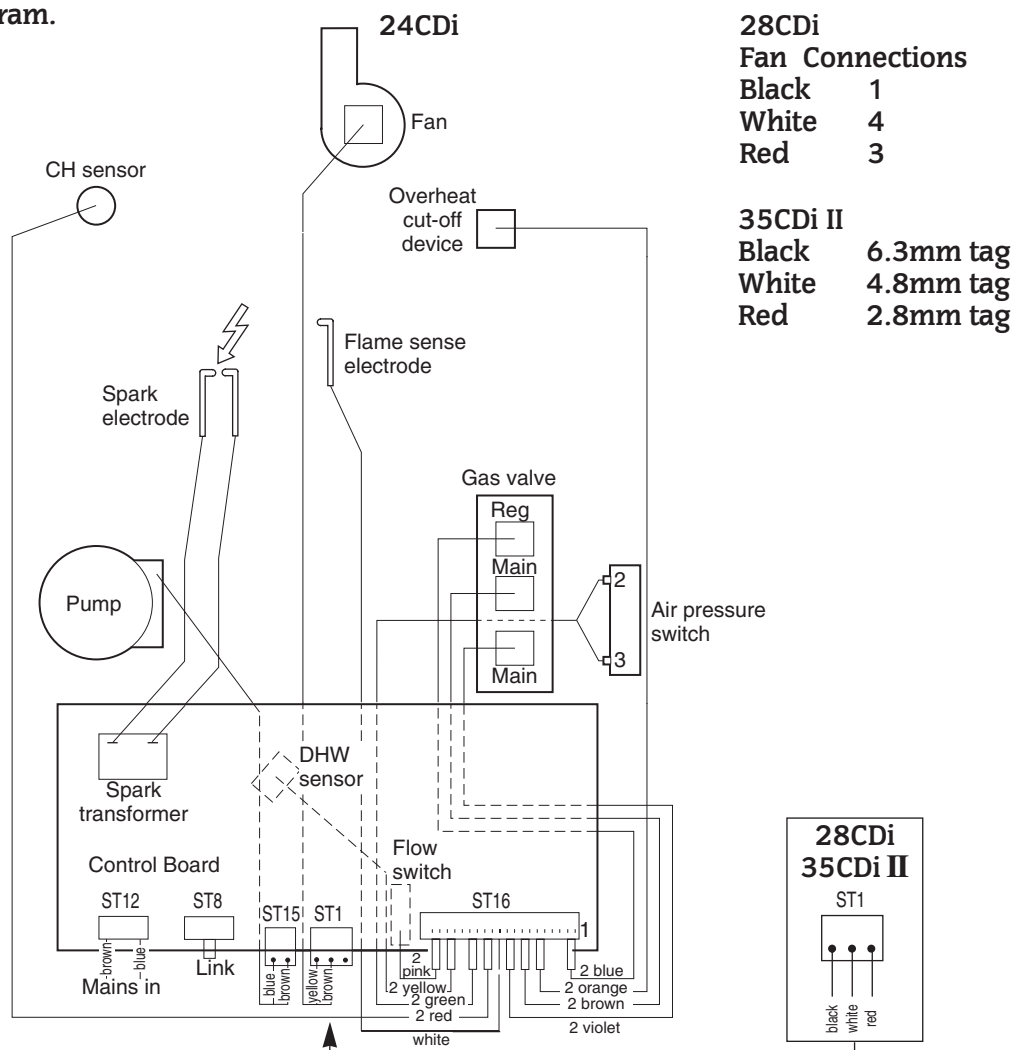 ram.
24CDi
28CDi
Fan Connections
Black 1
White 4
Red 3
35CDi II
Black 6.3mm tag
White 4.8mm tag
Red 2.8mm tag
Fan
CH sensor
Overheat
cut-off
device
Flame sense
electrode
Spark
electrode
Gas valve
Reg
Main
Main
2
3
Air pressure
switch
Pump
DHW
sensor
Spark
transformer
Control Board
Flow
switch
ST12
ST8
ST15
ST1
ST16
1
brown
blue
Mains in
Link
blue
brown
yellow
brown
2
pink
2 yellow
2 green
2 red
white
2 blue
2 orange
2 brown
2 violet
28CDi
35CDi II
ST1
black
white
red